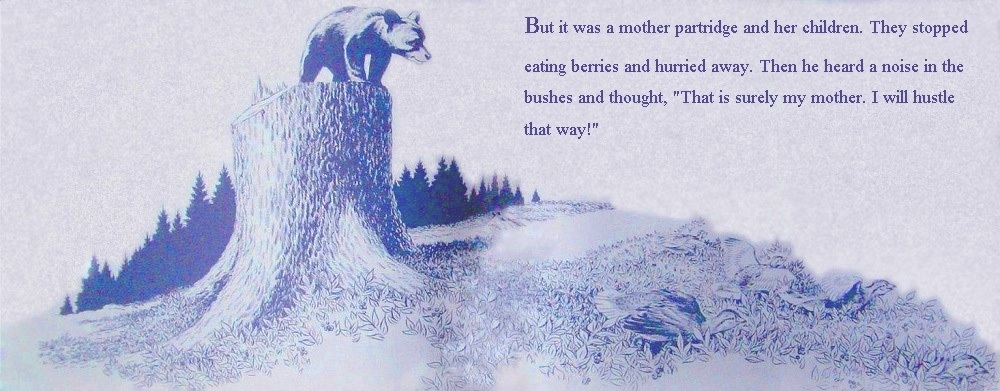 But it was a mother partridge and her children. They stopped
eating berries and hurried away. Then he heard a noise in the
bushes and thought, "That is surely my mother. I will hustle
that way!"